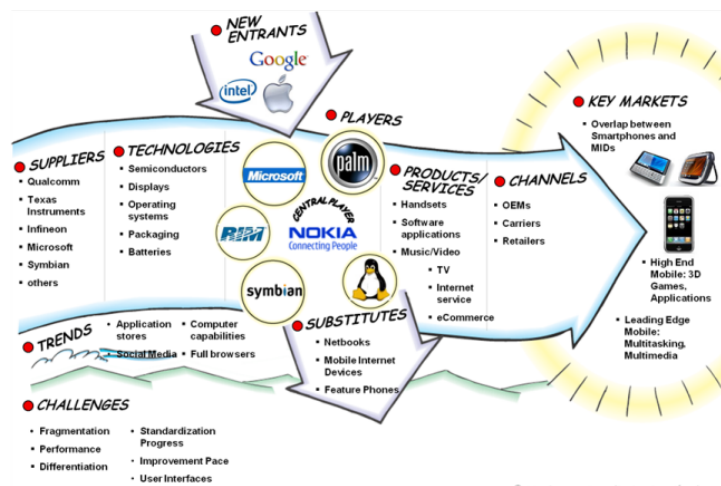 NEW
ENTRANTS
Google
intel
PLAYERS
KEY MARKETS
Overlap between
Smartphones and
MIDs
SUPPLIERS
Qualcomm
Texas
Instruments
Infineon
Microsoft
Symbian
others
TECHNOLOGIES
Semiconductors
Displays
Operating
systems
Packaging
Batteries
Microsoft
palm
RIM
CENTRAL PLAYER
NOKIA
Connecting People
symbian
PRODUCTS/
SERVICES
Handsets
Software
applications
Music/Video
TV
Internet
service
eCommerce
CHANNELS
OEMs
Carriers
Retailers
High End
Mobile: 3D
Games,
Applications
Leading Edge
Mobile:
Multitasking,
Multimedia
TRENDS
Application
stores
Social Media
Computer
capabilities
Full browsers
SUBSTITUTES
Netbooks
Mobile Internet
Devices
Feature Phones
CHALLENGES
Fragmentation
Performance
Differentiation
Standardization
Progress
Improvement Pace
User Interfaces